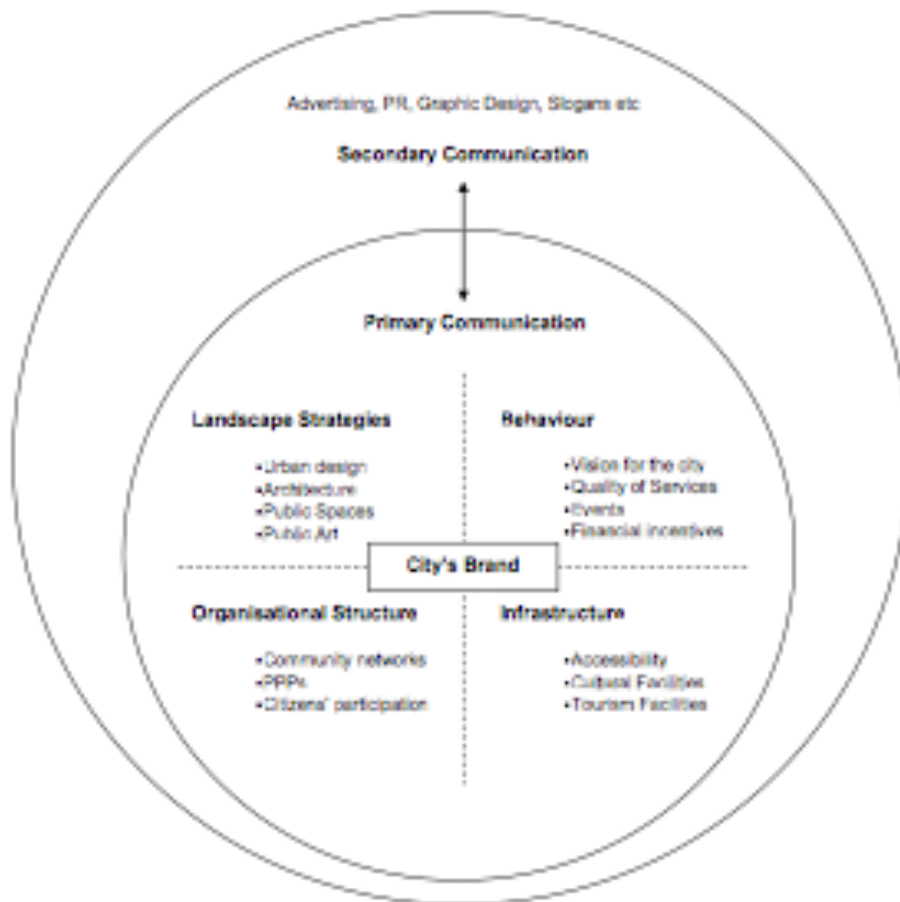 Advertising, PR, Graphic Design, Slogans etc
Secondary Communication
Primary Communication
Landscape Strategies
•Urban design
•Architecture
•Public Spaces
•Public Art
Behaviour
•Vision for the city
•Quality of Services
•Events
•Financial incentives
City's Brand
Organisational Structure
•Community networks
•PPPs
•Citizens' participation
Infrastructure
•Accessibility
•Cultural Facilities
•Tourism Facilities